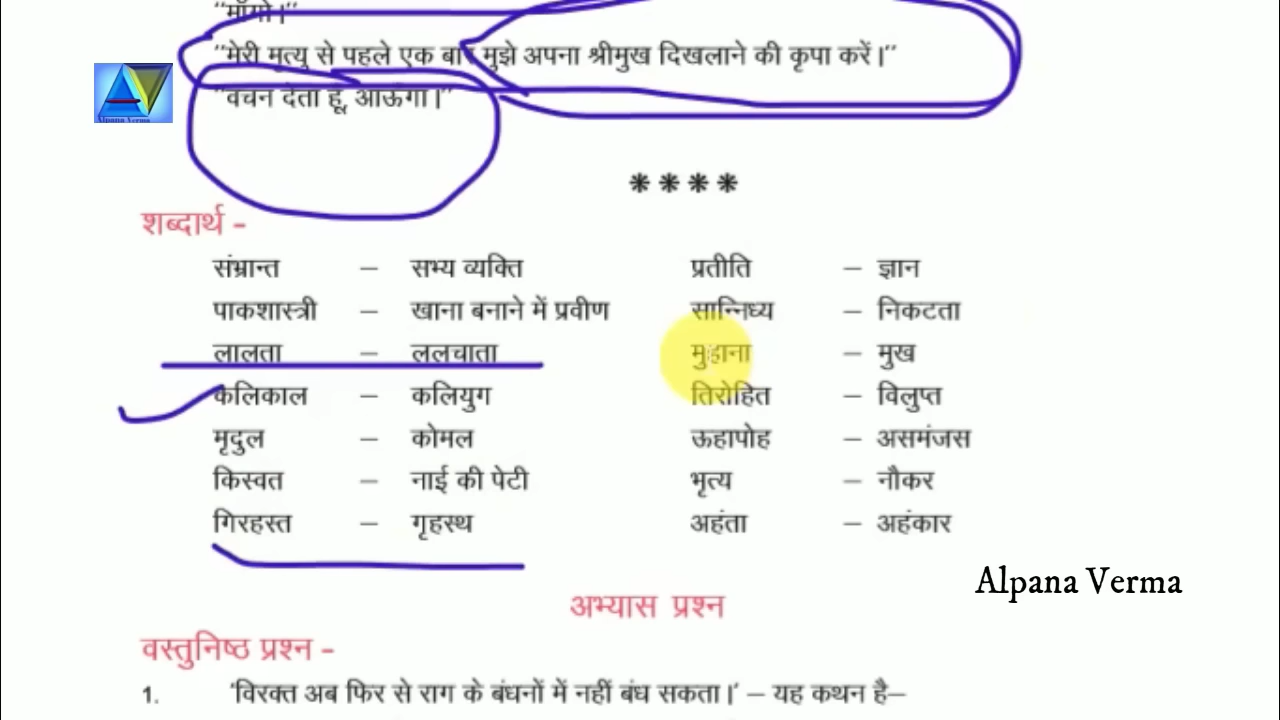 "माँगो।"
"मेरी मृत्यु से पहले एक बार मुझे अपना श्रीमुख दिखलाने की कृपा करें।"
"वचन देता हूं, आऊँगा।"
Alpana Verma
****
शब्दार्थ -
संभ्रान्त – सभ्य व्यक्ति प्रतीति – ज्ञान
पाकशास्त्री – खाना बनाने में प्रवीण सान्निध्य – निकटता
लालता – ललचाता मुहाना – मुख
कलिकाल – कलियुग तिरोहित – विलुप्त
मृदुल – कोमल ऊहापोह – असमंजस
किस्वत – नाई की पेटी भृत्य – नौकर
गिरहस्त – गृहस्थ अहंता – अहंकार
Alpana Verma
अभ्यास प्रश्न
वस्तुनिष्ठ प्रश्न -
1. 'विरक्त अब फिर से राग के बंधनों में नहीं बंध सकता।' – यह कथन है–